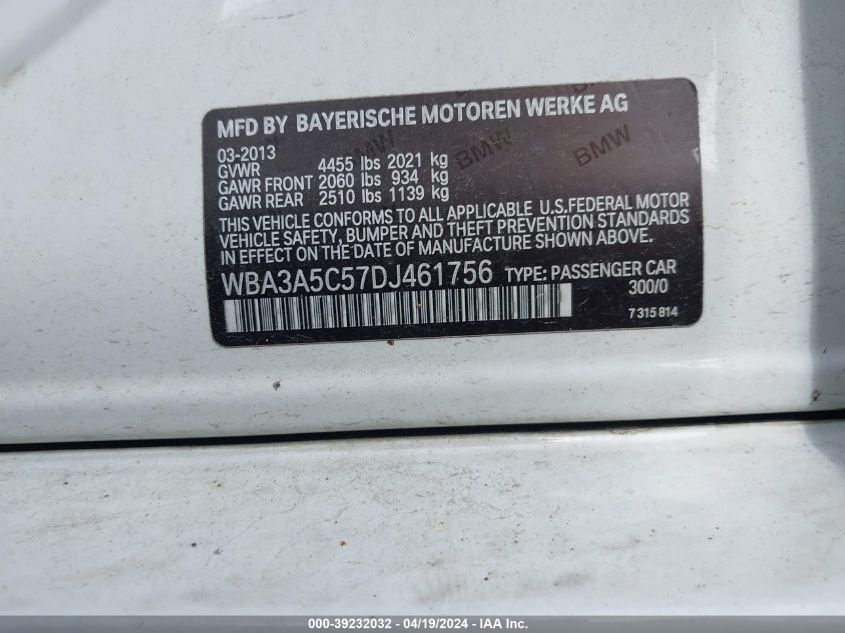 MFD BY BAYERISCHE MOTOREN WERKE AG
03-2013
GVWR 4455 lbs 2021 kg
GAWR FRONT 2060 lbs 934 kg
GAWR REAR 2510 lbs 1139 kg
THIS VEHICLE CONFORMS TO ALL APPLICABLE U.S.FEDERAL MOTOR
VEHICLE SAFETY, BUMPER AND THEFT PREVENTION STANDARDS
IN EFFECT ON THE DATE OF MANUFACTURE SHOWN ABOVE.
WBA3A5C57DJ461756 TYPE: PASSENGER CAR
300/0
7 315 814
BMW
BMW
BMW
000-39232032 - 04/19/2024 - IAA Inc.